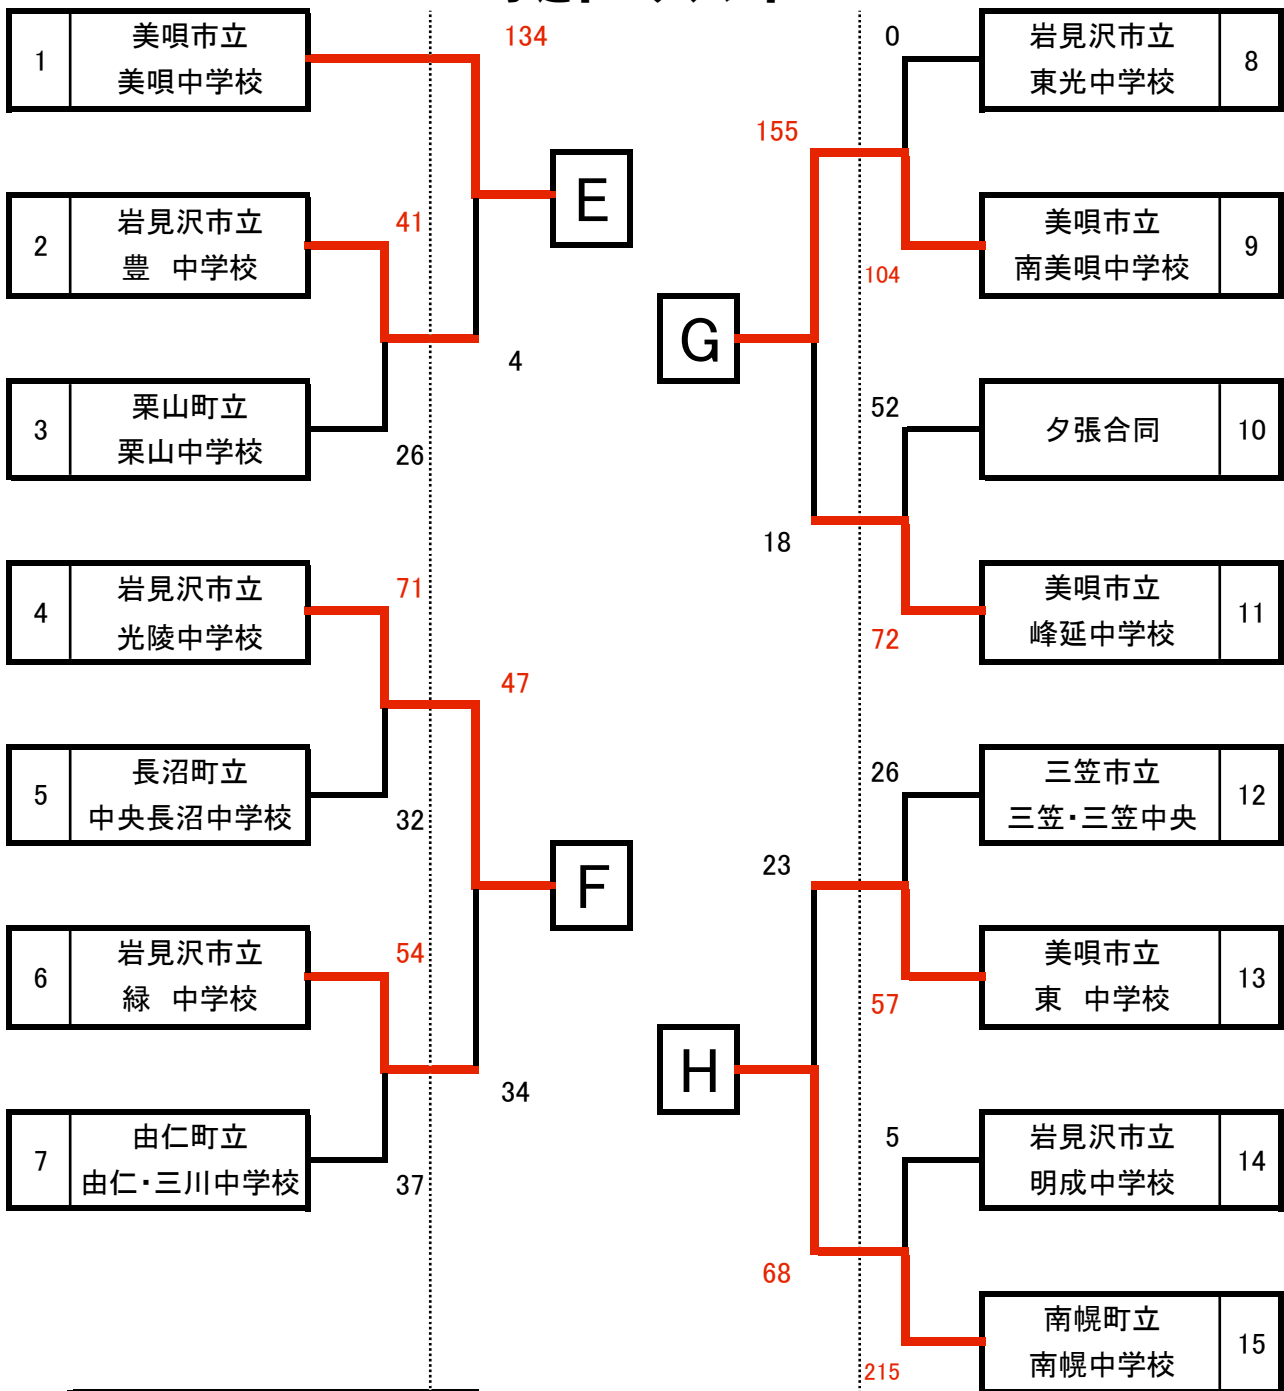 134
1
美唄市立
美唄中学校
E
2
岩見沢市立
豊　中学校
41
4
3
栗山町立
栗山中学校
26
4
岩見沢市立
光陵中学校
71
47
5
長沼町立
中央長沼中学校
32
F
6
岩見沢市立
緑　中学校
54
34
7
由仁町立
由仁・三川中学校
37
0
岩見沢市立
東光中学校
8
155
美唄市立
南美唄中学校
9
104
G
52
夕張合同
10
18
美唄市立
峰延中学校
11
72
26
三笠市立
三笠・三笠中央
12
23
美唄市立
東　中学校
13
57
H
5
岩見沢市立
明成中学校
14
68
南幌町立
南幌中学校
15
215